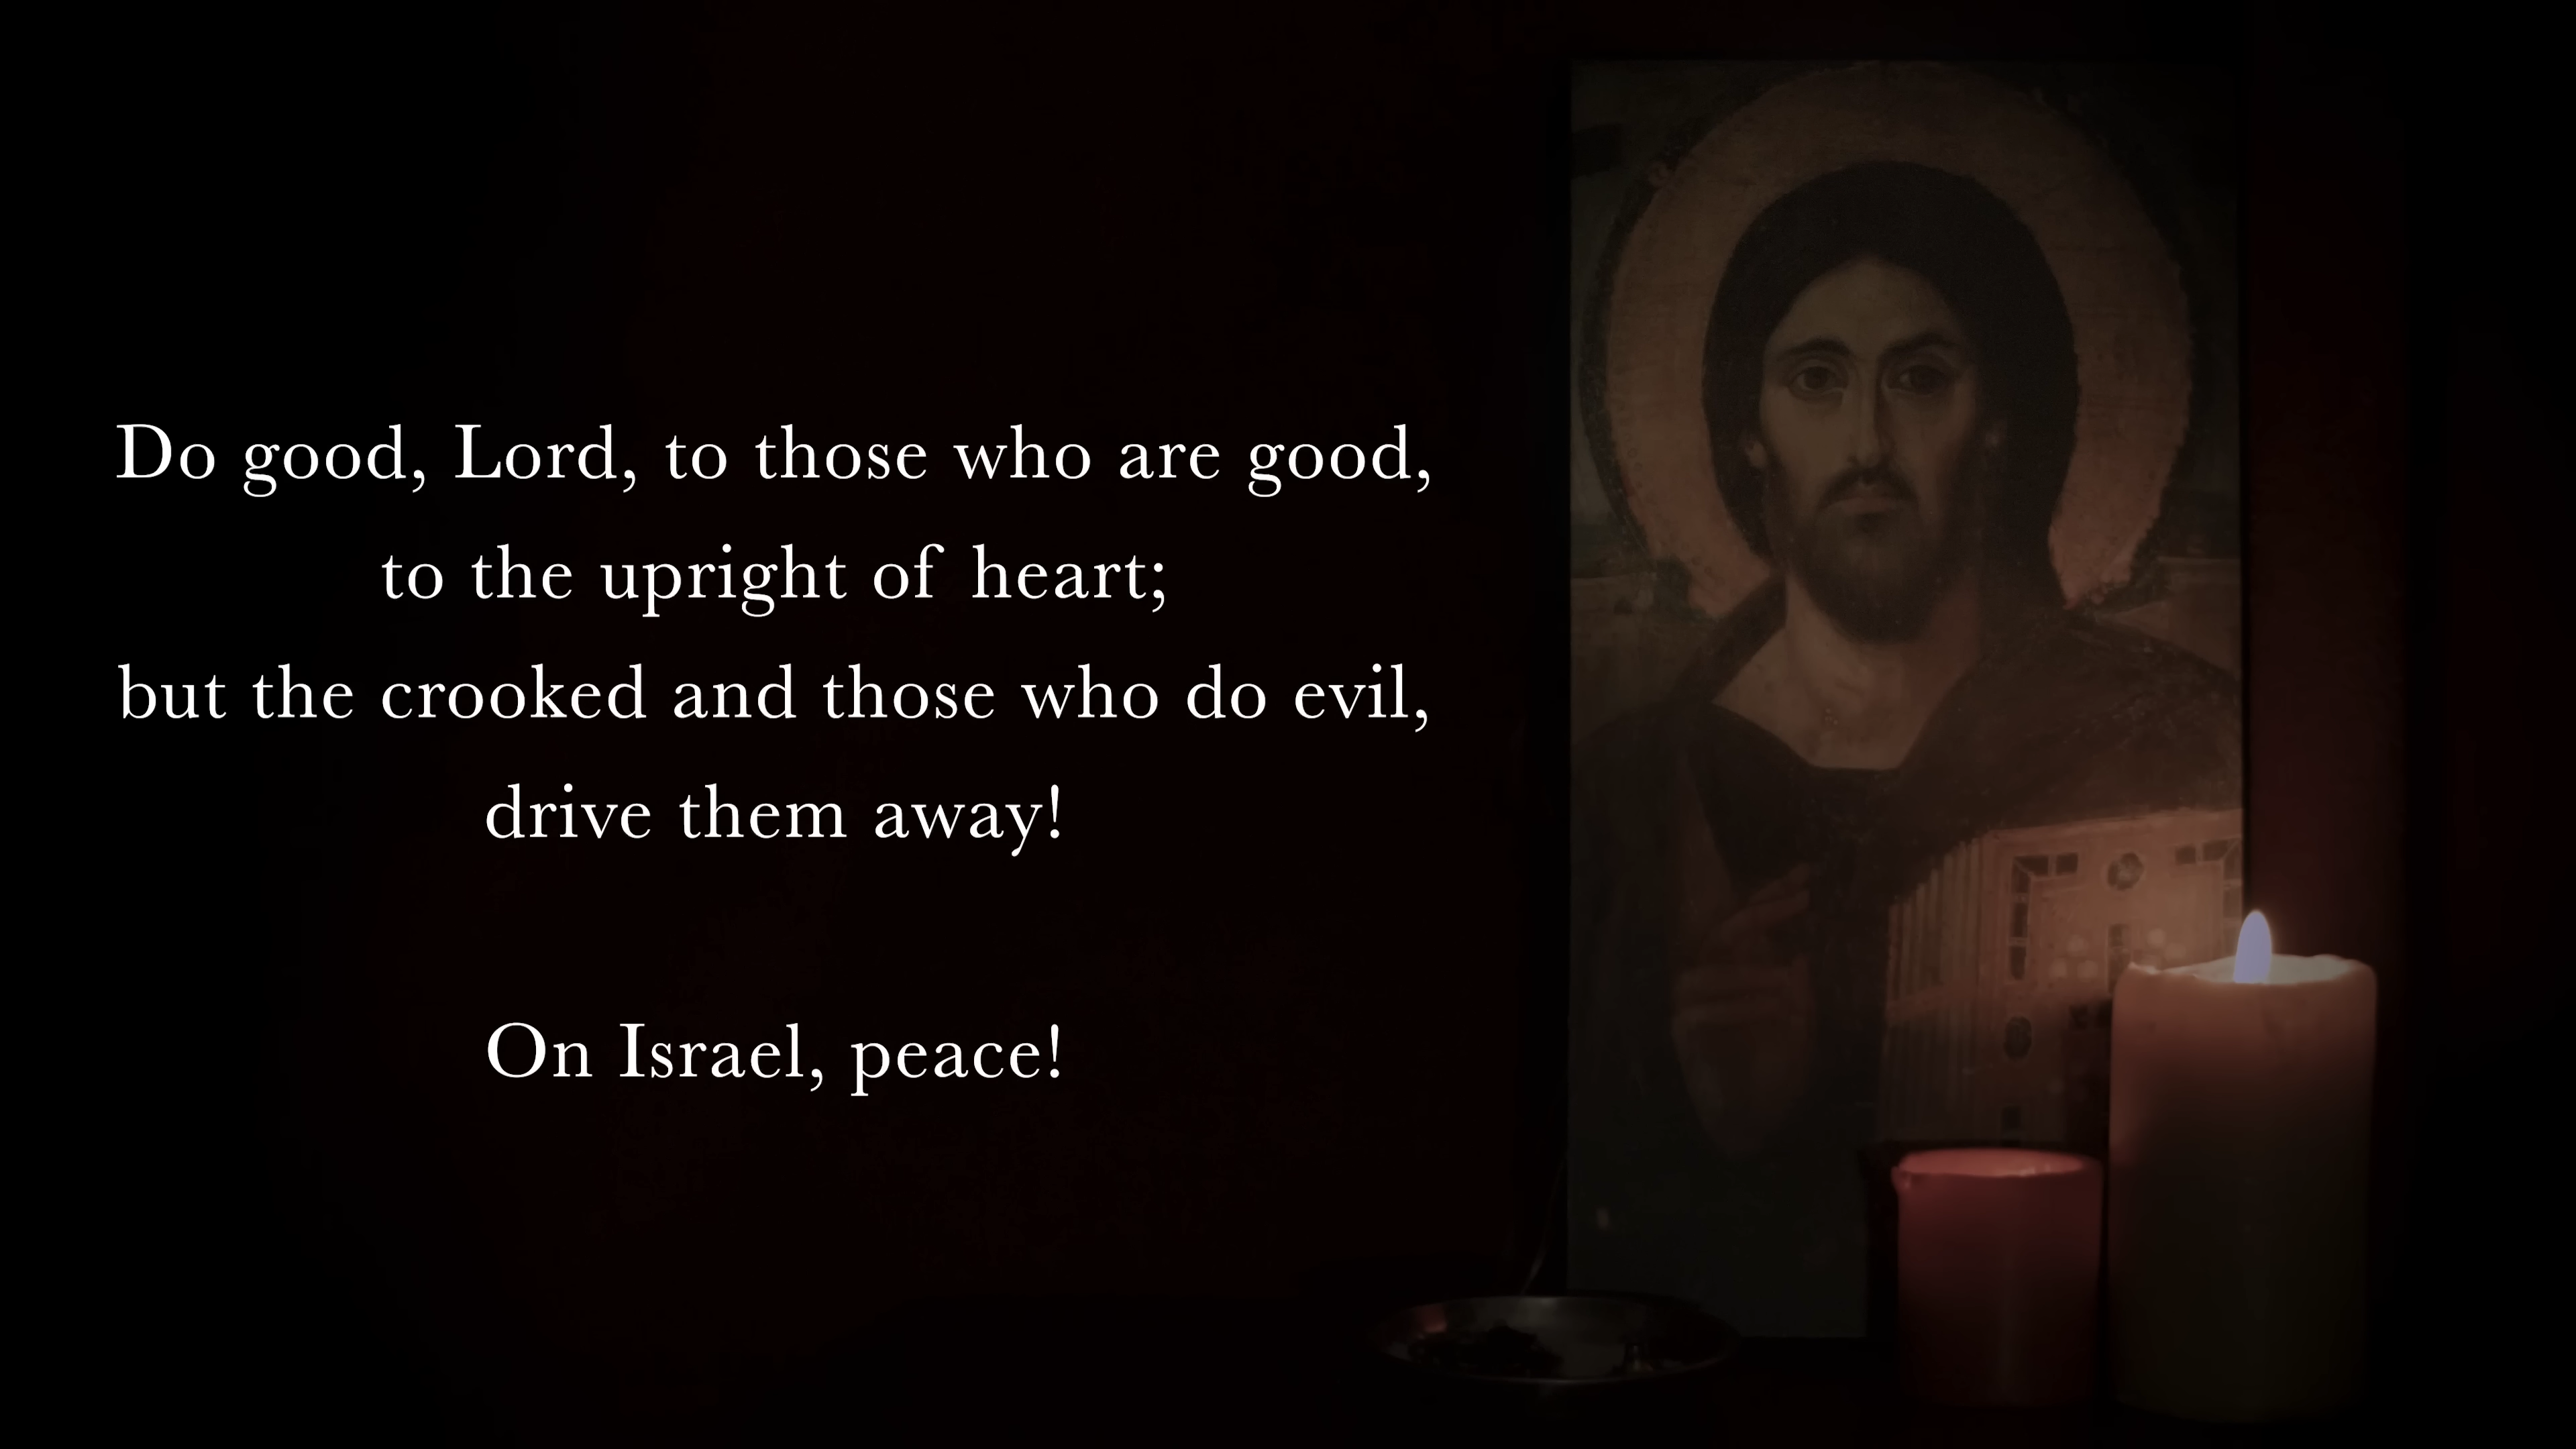 Do good, Lord, to those who are good,
to the upright of heart;
but the crooked and those who do evil,
drive them away!
On Israel, peace!